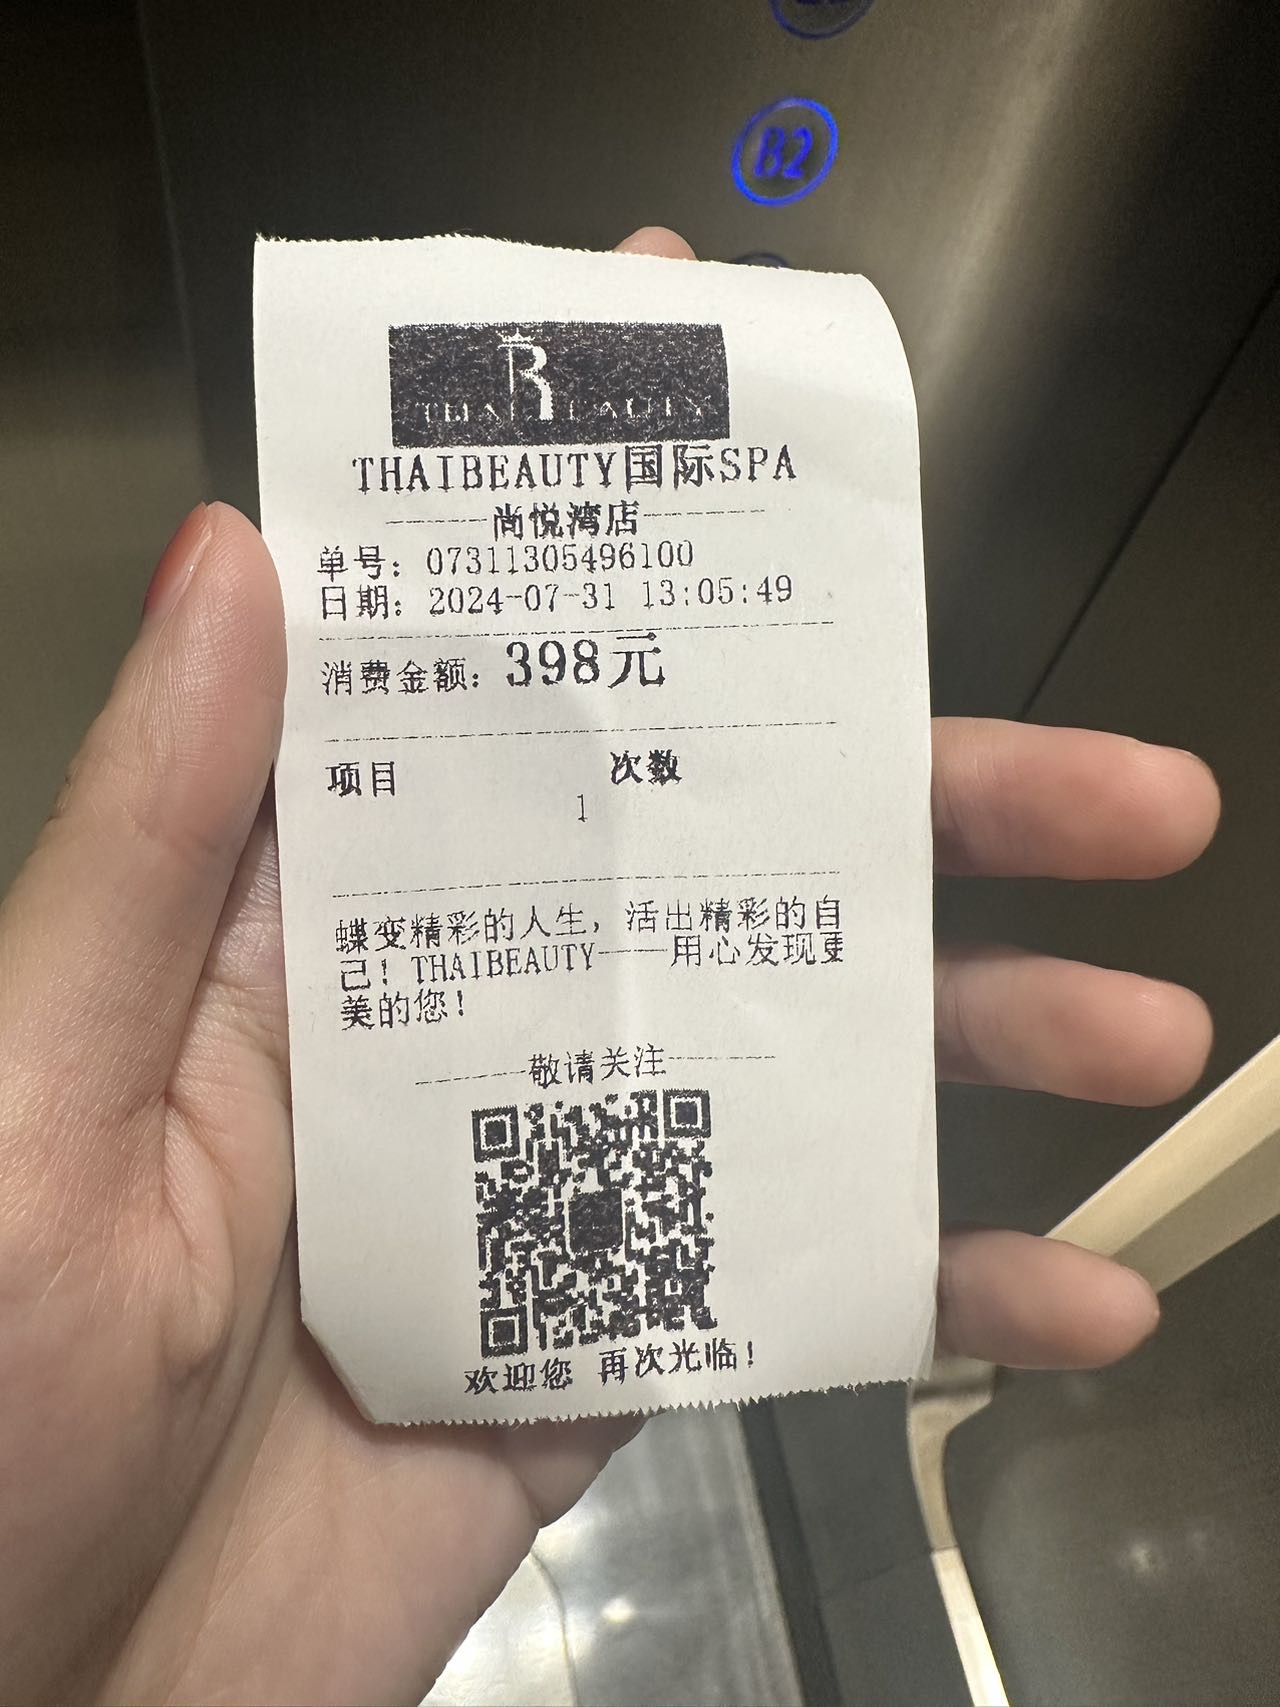 B2
THAI BEAUTY
THAIBEAUTY国际SPA
尚悦湾店
单号: 07311305496100
日期: 2024-07-31 13:05:49
消费金额: 398元
项目 次数
1
蝶变精彩的人生, 活出精彩的自
己! THAIBEAUTY——用心发现更
美的您!
敬请关注
欢迎您 再次光临!